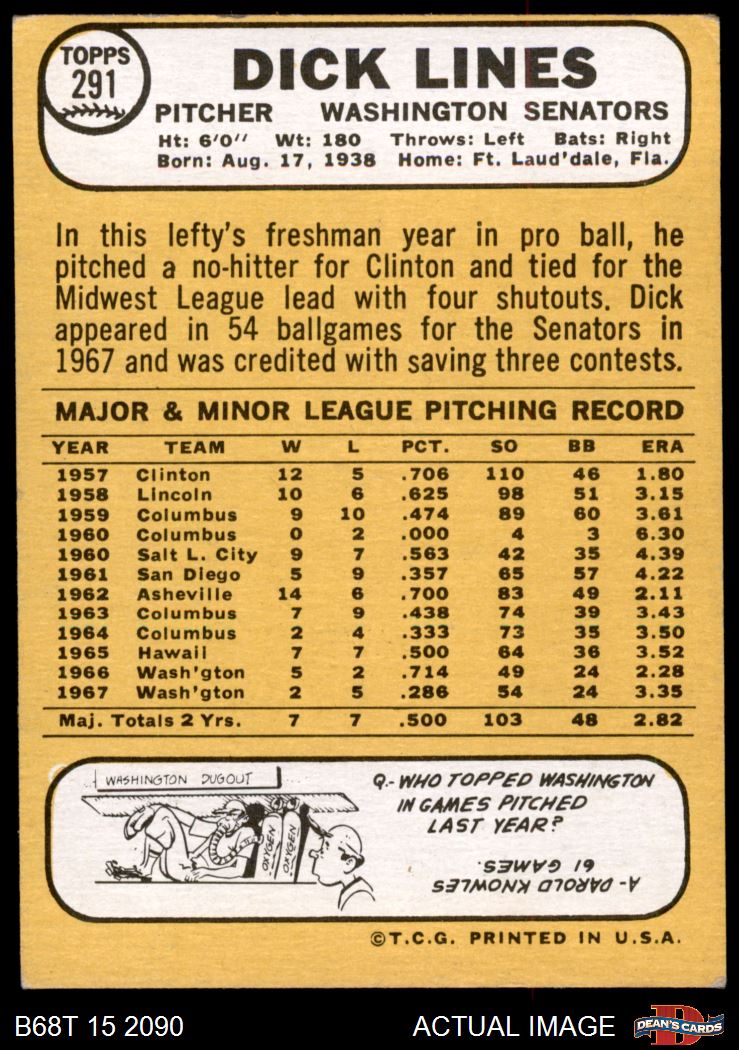 TOPPS
291
DICK LINES
PITCHER WASHINGTON SENATORS
Ht: 6'0" Wt: 180 Throws: Left Bats: Right
Born: Aug. 17, 1938 Home: Ft. Laud'dale, Fla.
In this lefty's freshman year in pro ball, he
pitched a no-hitter for Clinton and tied for the
Midwest League lead with four shutouts. Dick
appeared in 54 ballgames for the Senators in
1967 and was credited with saving three contests.
MAJOR & MINOR LEAGUE PITCHING RECORD
YEAR TEAM W L PCT. SO BB ERA
1957 Clinton 12 5 .706 110 46 1.80
1958 Lincoln 10 6 .625 98 51 3.15
1959 Columbus 9 10 .474 89 60 3.61
1960 Columbus 0 2 .000 4 3 6.30
1960 Salt L. City 9 7 .563 42 35 4.39
1961 San Diego 5 9 .357 65 57 4.22
1962 Asheville 14 6 .700 83 49 2.11
1963 Columbus 7 9 .438 74 39 3.43
1964 Columbus 2 4 .333 73 35 3.50
1965 Hawaii 7 7 .500 64 36 3.52
1966 Wash'gton 5 2 .714 49 24 2.28
1967 Wash'gton 2 5 .286 54 24 3.35
Maj. Totals 2 Yrs. 7 7 .500 103 48 2.82
WASHINGTON DUGOUT
OXYGEN
OXYGEN
Q.- WHO TOPPED WASHINGTON
IN GAMES PITCHED
LAST YEAR?
A- DAROLD KNOWLES
61 GAMES.
©T.C.G. PRINTED IN U.S.A.
B68T 15 2090
ACTUAL IMAGE
DEAN'S CARDS